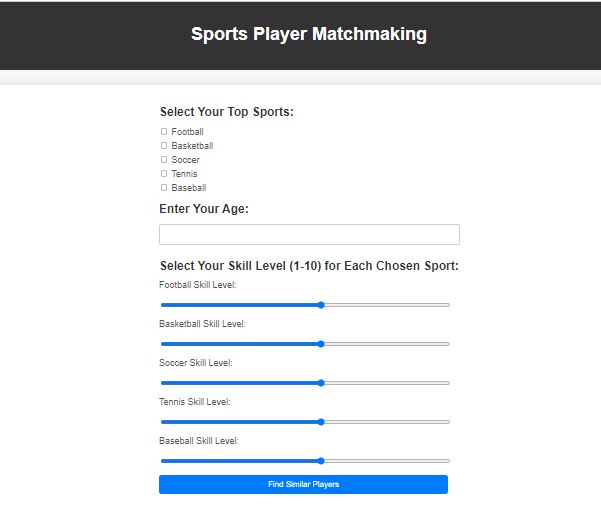 Sports Player Matchmaking
Select Your Top Sports:
Football
Basketball
Soccer
Tennis
Baseball
Enter Your Age:
Select Your Skill Level (1-10) for Each Chosen Sport:
Football Skill Level:
Basketball Skill Level:
Soccer Skill Level:
Tennis Skill Level:
Baseball Skill Level:
Find Similar Players